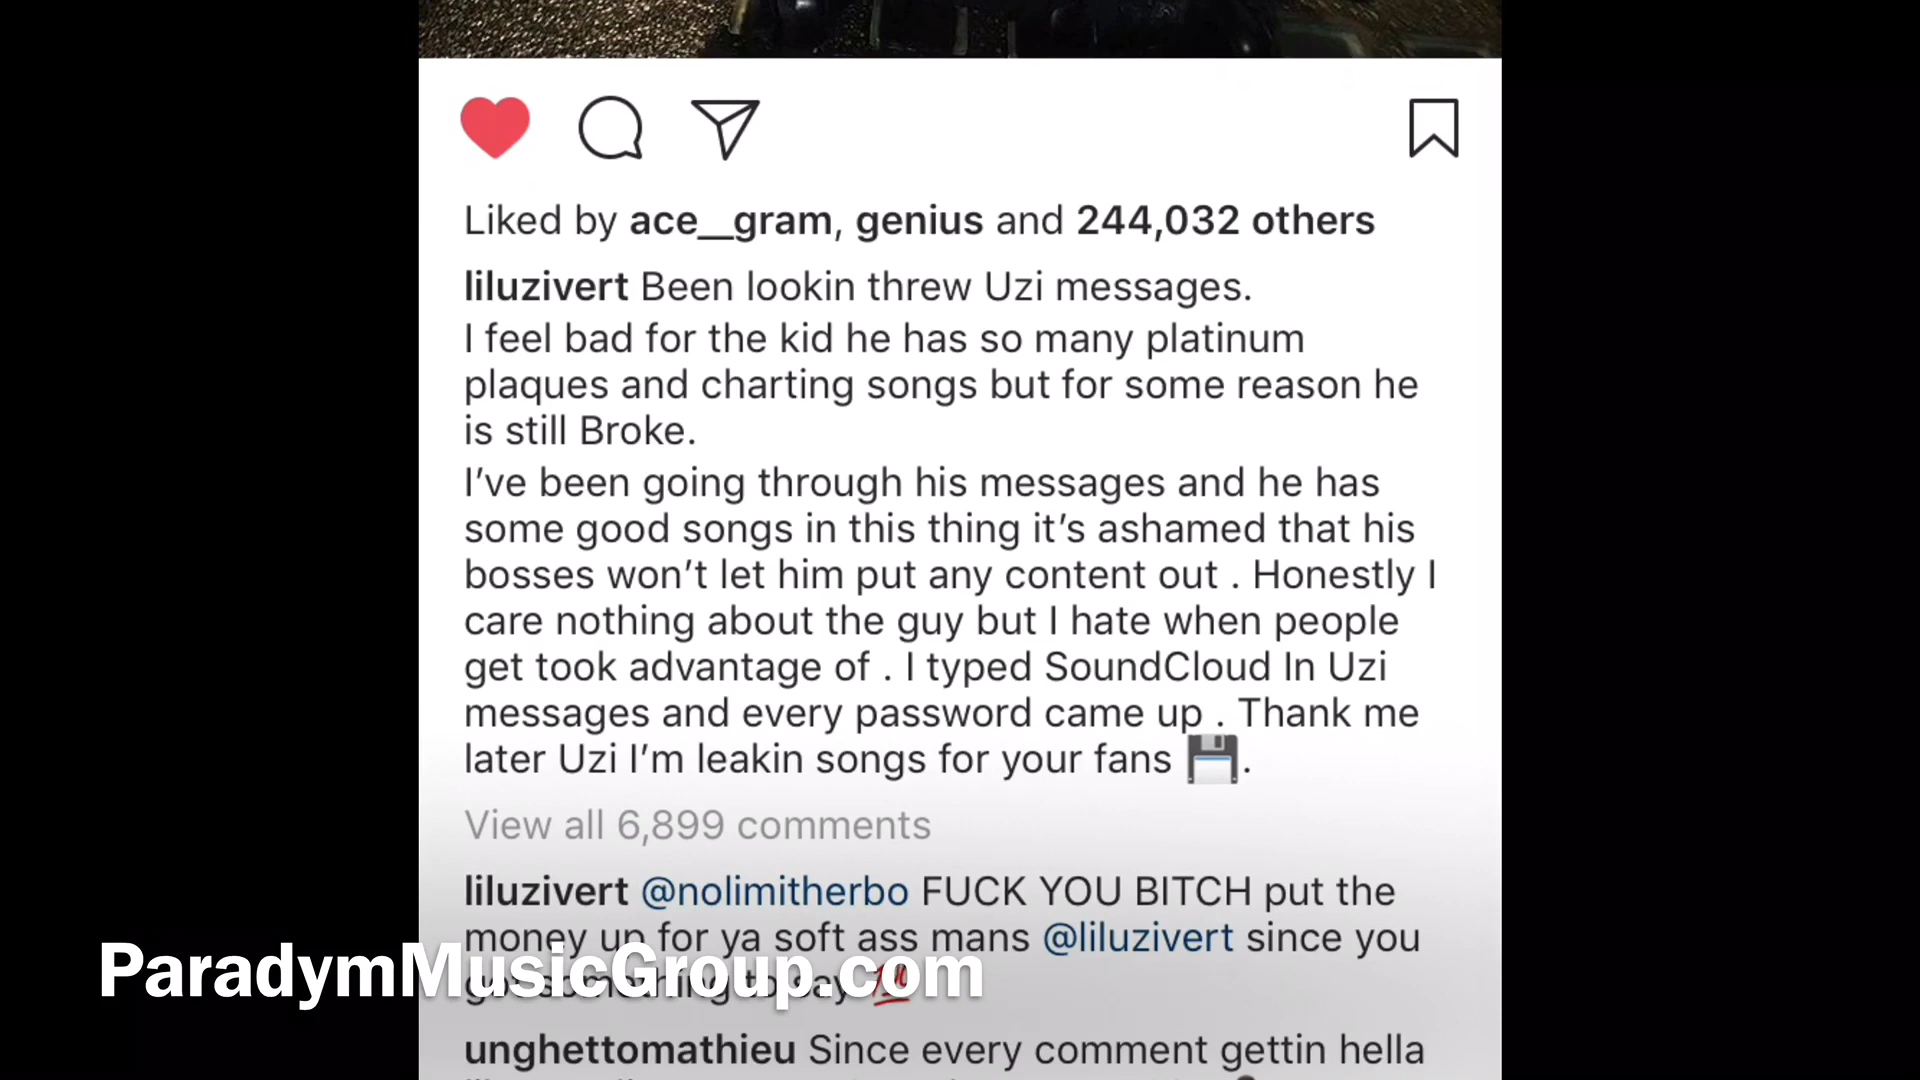 Liked by ace__gram, genius and 244,032 others
liluzivert Been lookin threw Uzi messages.
I feel bad for the kid he has so many platinum
plaques and charting songs but for some reason he
is still Broke.
I've been going through his messages and he has
some good songs in this thing it's ashamed that his
bosses won't let him put any content out . Honestly I
care nothing about the guy but I hate when people
get took advantage of . I typed SoundCloud In Uzi
messages and every password came up . Thank me
later Uzi I'm leakin songs for your fans 💾.
View all 6,899 comments
liluzivert @nolimitherbo FUCK YOU BITCH put the
money up for ya soft ass mans @liluzivert since you
got something to say 💯
ParadymMusicGroup.com
unghettomathieu Since every comment gettin hella